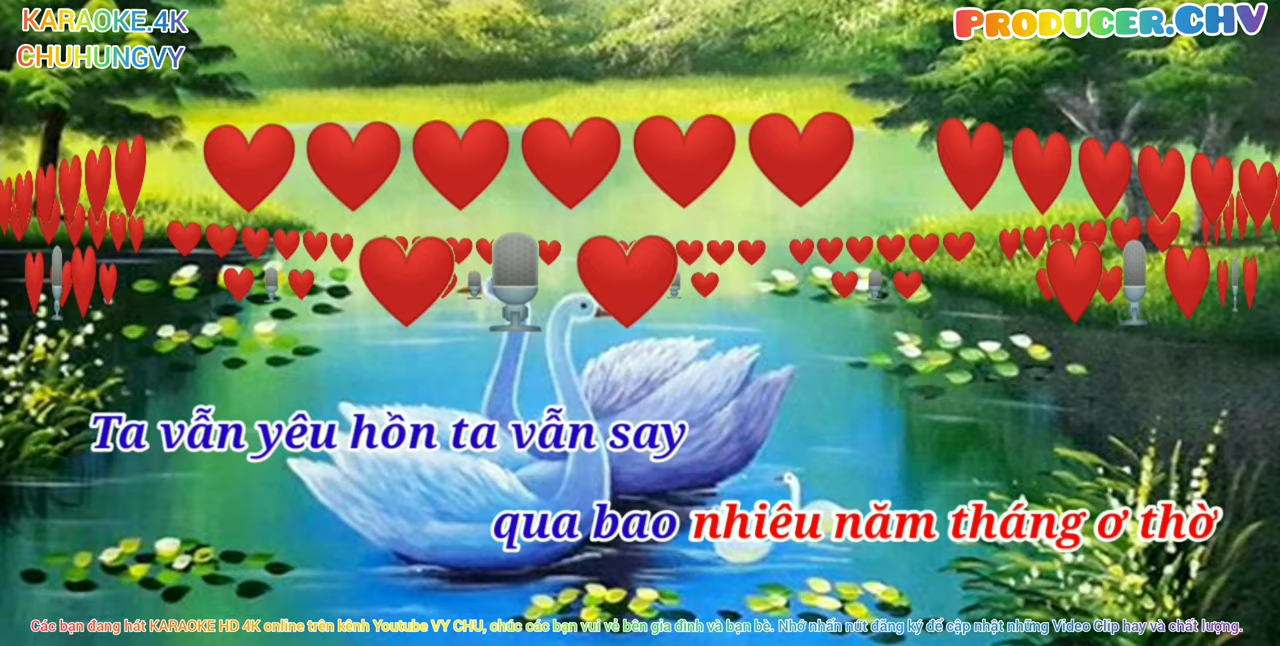 KARAOKE.4K
CHUHUNGVY
PRODUCER.CHV
Ta vẫn yêu hồn ta vẫn say
qua bao nhiêu năm tháng ơ thờ
Các bạn đang hát KARAOKE HD 4K online trên kênh Youtube VY CHU, chúc các bạn vui vẻ bên gia đình và bạn bè. Nhớ nhấn nút đăng ký để cập nhật những Video Clip hay và chất lượng.